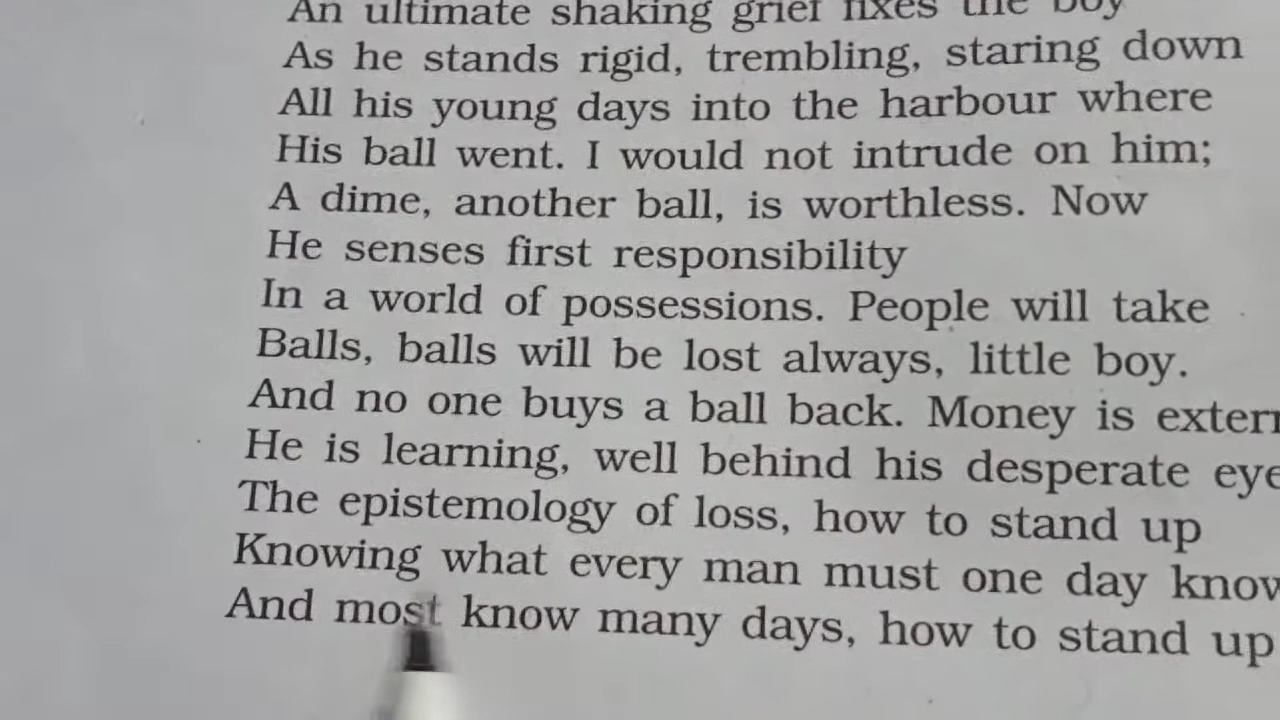 An ultimate shaking grief fixes the boy
As he stands rigid, trembling, staring down
All his young days into the harbour where
His ball went. I would not intrude on him;
A dime, another ball, is worthless. Now
He senses first responsibility
In a world of possessions. People will take
Balls, balls will be lost always, little boy.
And no one buys a ball back. Money is extern
He is learning, well behind his desperate eye
The epistemology of loss, how to stand up
Knowing what every man must one day know
And most know many days, how to stand up